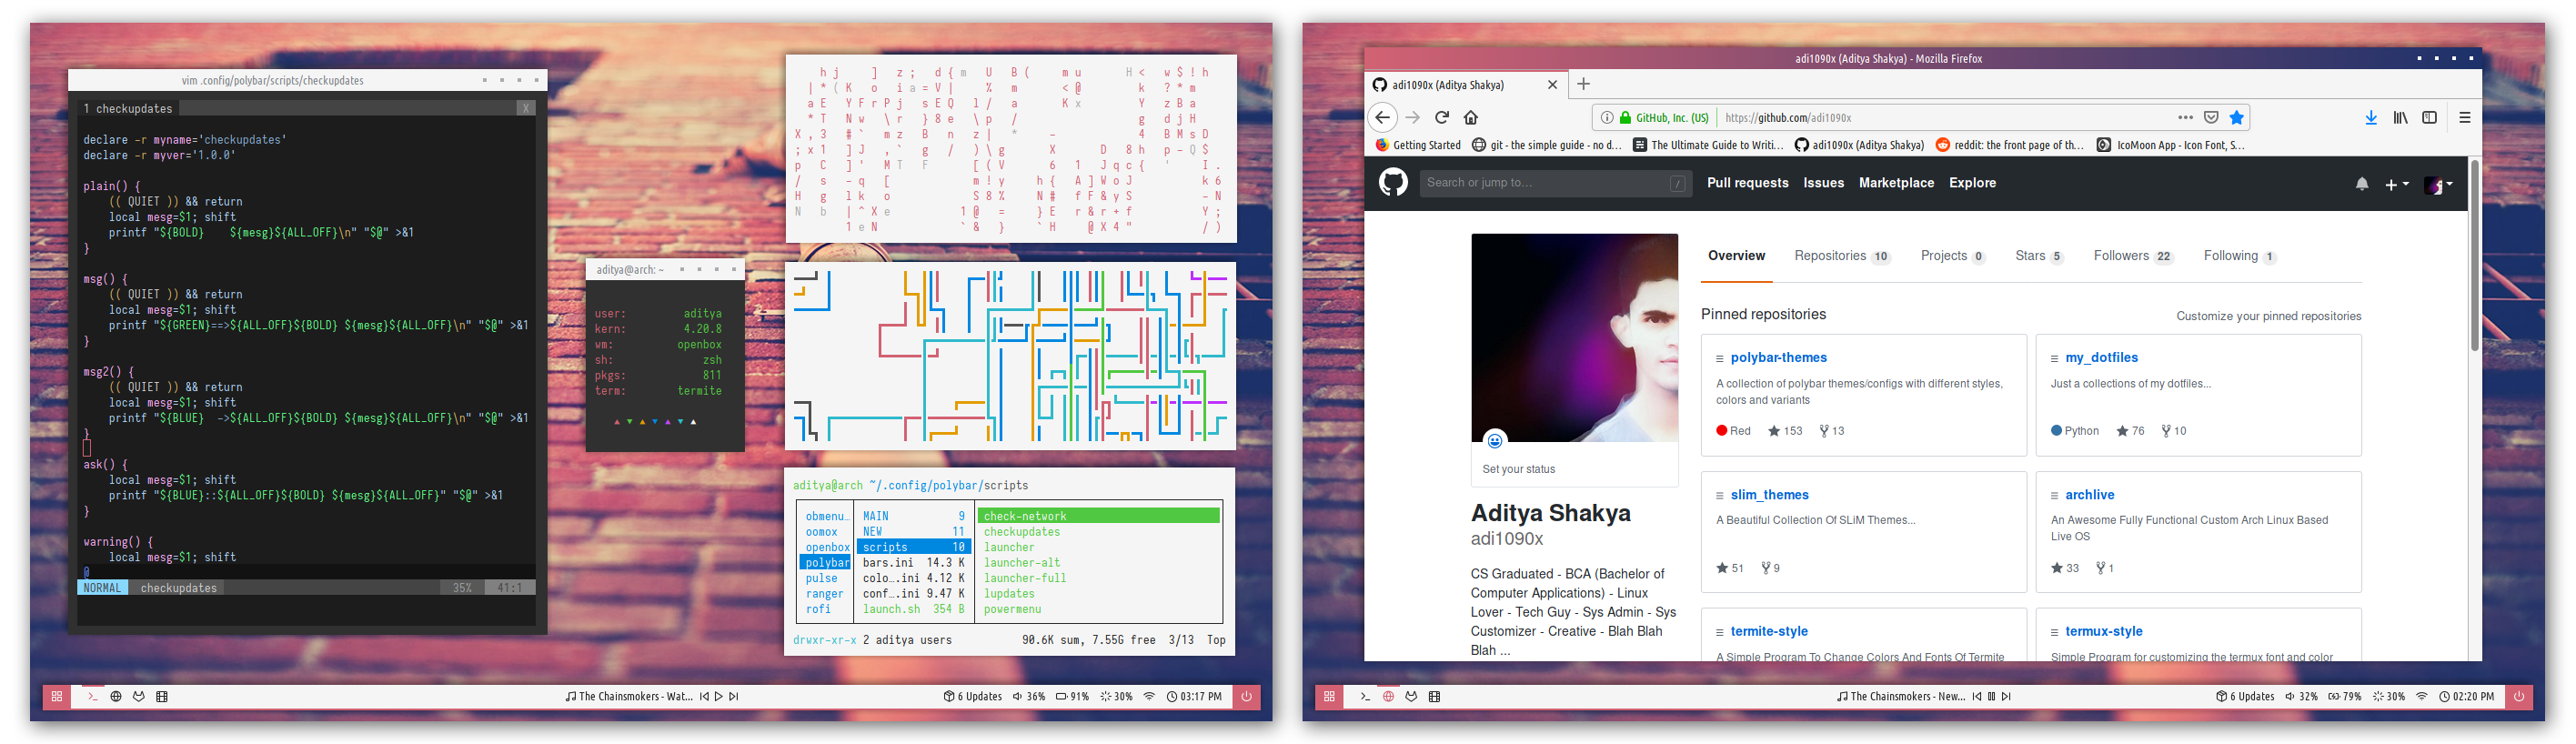 vim .config/polybar/scripts/checkupdates
1 checkupdates X
declare -r myname='checkupdates'
declare -r myver='1.0.0'
plain() {
(( QUIET )) && return
local mesg=$1; shift
printf "${BOLD}    ${mesg}${ALL_OFF}\n" "$@" >&1
}
msg() {
(( QUIET )) && return
local mesg=$1; shift
printf "${GREEN}==>${ALL_OFF}${BOLD} ${mesg}${ALL_OFF}\n" "$@" >&1
}
msg2() {
(( QUIET )) && return
local mesg=$1; shift
printf "${BLUE}  ->${ALL_OFF}${BOLD} ${mesg}${ALL_OFF}\n" "$@" >&1
}
ask() {
local mesg=$1; shift
printf "${BLUE}::${ALL_OFF}${BOLD} ${mesg}${ALL_OFF}" "$@" >&1
}
warning() {
local mesg=$1; shift
@
NORMAL checkupdates 35% 41:1
aditya@arch: ~
user: aditya
kern: 4.20.8
wm: openbox
sh: zsh
pkgs: 811
term: termite
aditya@arch ~/.config/polybar/scripts
obmenu… MAIN 9 check-network
oomox NEW 11 checkupdates
openbox scripts 10 launcher
polybar bars.ini 14.3 K launcher-alt
pulse colo….ini 4.12 K launcher-full
ranger conf….ini 9.47 K lupdates
rofi launch.sh 354 B powermenu
drwxr-xr-x 2 aditya users 90.6K sum, 7.55G free 3/13 Top
The Chainsmokers - Wat...
6 Updates 36% 91% 30% 03:17 PM
adi1090x (Aditya Shakya) - Mozilla Firefox
adi1090x (Aditya Shakya)
GitHub, Inc. (US) https://github.com/adi1090x
Getting Started git - the simple guide - no d… The Ultimate Guide to Writi… adi1090x (Aditya Shakya) reddit: the front page of th… IcoMoon App - Icon Font, S…
Search or jump to… / Pull requests Issues Marketplace Explore
Overview Repositories 10 Projects 0 Stars 5 Followers 22 Following 1
Pinned repositories Customize your pinned repositories
polybar-themes
A collection of polybar themes/configs with different styles,
colors and variants
Red 153 13
my_dotfiles
Just a collections of my dotfiles...
Python 76 10
slim_themes
A Beautiful Collection Of SLiM Themes...
51 9
archlive
An Awesome Fully Functional Custom Arch Linux Based
Live OS
33 1
termite-style
A Simple Program To Change Colors And Fonts Of Termite
termux-style
Simple Program for customizing the termux font and color
Set your status
Aditya Shakya
adi1090x
CS Graduated - BCA (Bachelor of
Computer Applications) - Linux
Lover - Tech Guy - Sys Admin - Sys
Customizer - Creative - Blah Blah
Blah ...
The Chainsmokers - New...
6 Updates 32% 79% 30% 02:20 PM